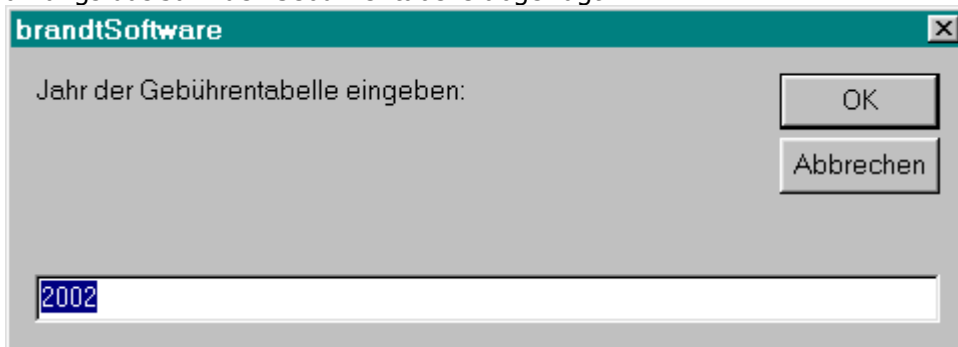 brandtSoftware
Jahr der Gebührentabelle eingeben:
OK
Abbrechen
2002